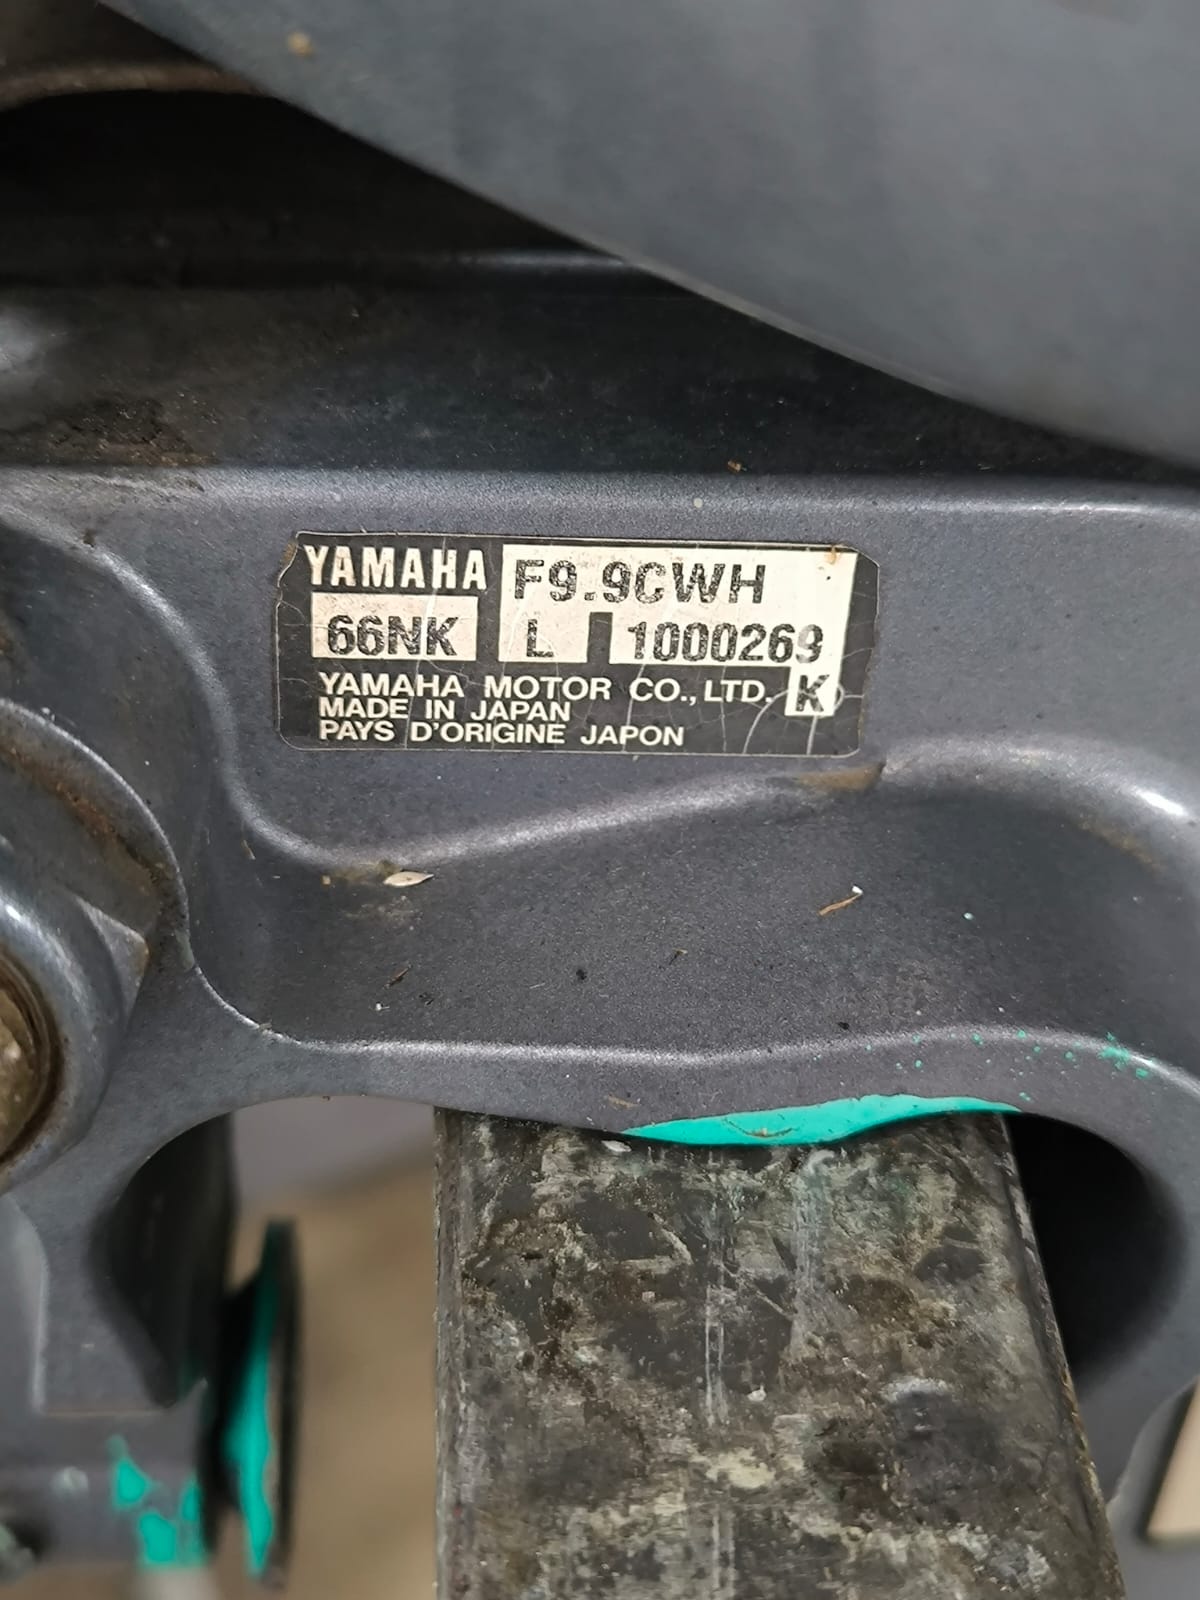 YAMAHA F9.9CWH
66NK L 1000269
YAMAHA MOTOR CO., LTD. K
MADE IN JAPAN
PAYS D'ORIGINE JAPON